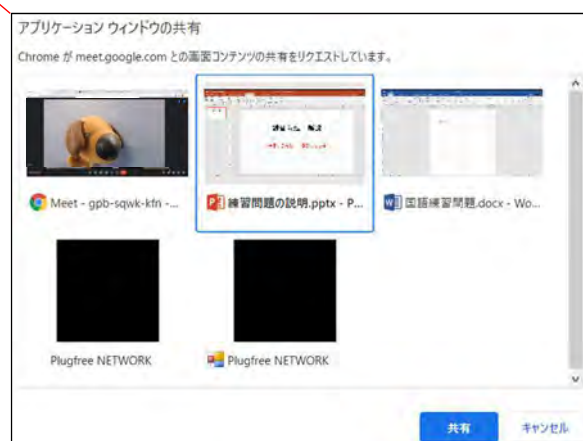 アプリケーション ウィンドウの共有
Chrome が meet.google.com との画面コンテンツの共有をリクエストしています。
Meet - gpb-sqwk-kfn -...
練習問題の説明.pptx - P...
国語練習問題.docx - Wo...
Plugfree NETWORK
Plugfree NETWORK
共有
キャンセル